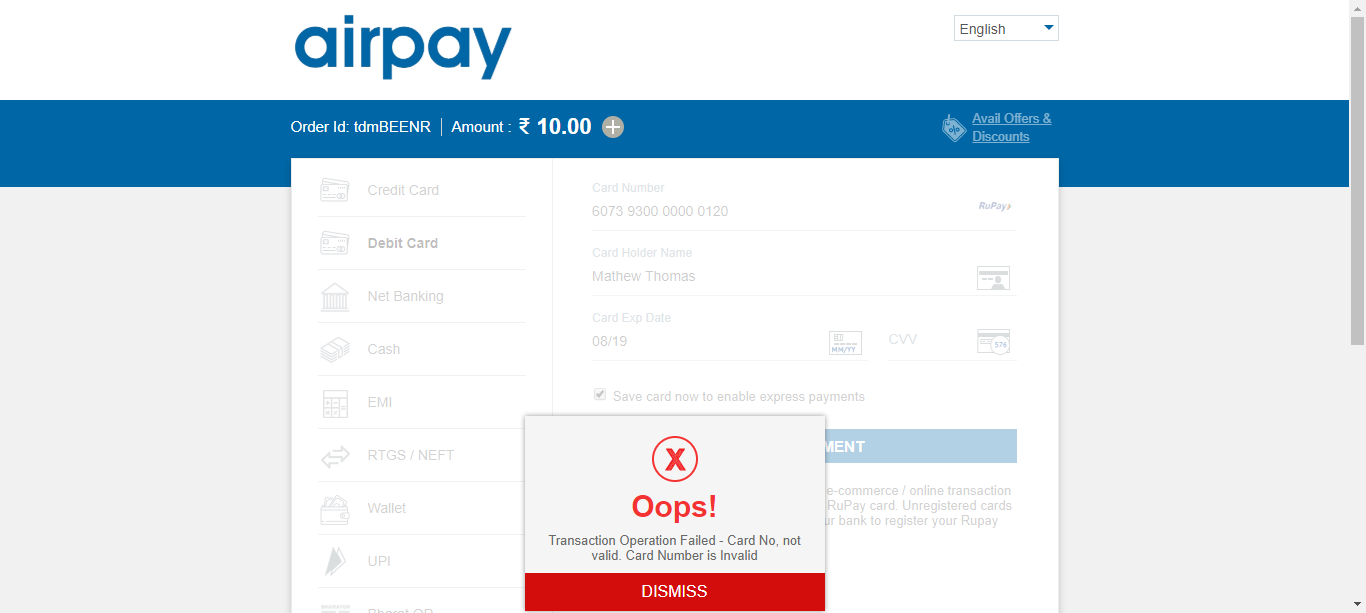 airpay
English
Order Id: tdmBEENR
Amount : ₹ 10.00
Avail Offers &
Discounts
Credit Card
Debit Card
Net Banking
Cash
EMI
RTGS / NEFT
Wallet
UPI
Bharat QR
Card Number
6073 9300 0000 0120
RuPay
Card Holder Name
Mathew Thomas
Card Exp Date
08/19
MM/YY
CVV
576
Save card now to enable express payments
MENT
e-commerce / online transaction
RuPay card. Unregistered cards
ur bank to register your Rupay
X
Oops!
Transaction Operation Failed - Card No, not
valid. Card Number is Invalid
DISMISS